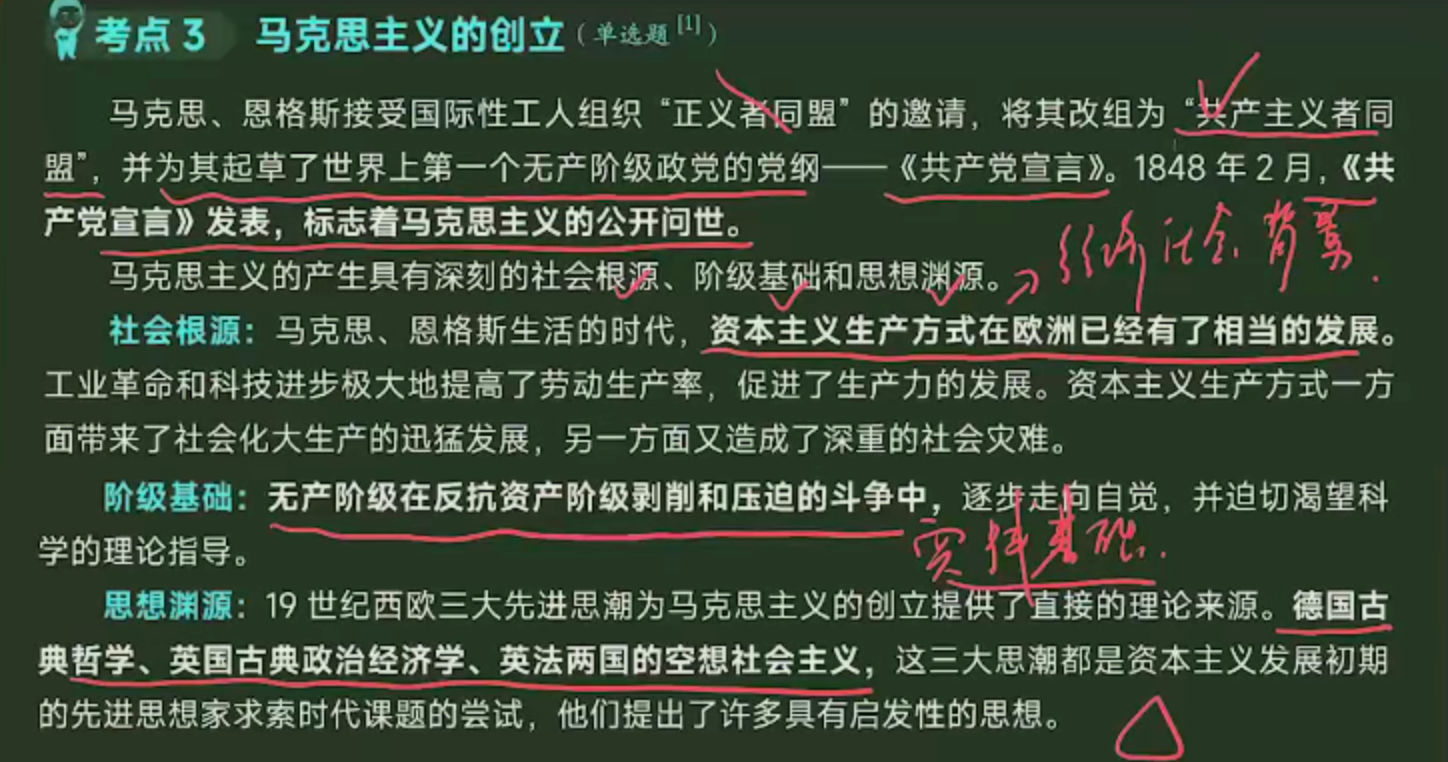 考点 3 马克思主义的创立（单选题[1]）
马克思、恩格斯接受国际性工人组织“正义者同盟”的邀请，将其改组为“共产主义者同
盟”，并为其起草了世界上第一个无产阶级政党的党纲——《共产党宣言》。1848 年 2 月，《共
产党宣言》发表，标志着马克思主义的公开问世。
马克思主义的产生具有深刻的社会根源、阶级基础和思想渊源。
经济社会背景.
社会根源：马克思、恩格斯生活的时代，资本主义生产方式在欧洲已经有了相当的发展。
工业革命和科技进步极大地提高了劳动生产率，促进了生产力的发展。资本主义生产方式一方
面带来了社会化大生产的迅猛发展，另一方面又造成了深重的社会灾难。
阶级基础：无产阶级在反抗资产阶级剥削和压迫的斗争中，逐步走向自觉，并迫切渴望科
学的理论指导。
实践基础.
思想渊源：19 世纪西欧三大先进思潮为马克思主义的创立提供了直接的理论来源。德国古
典哲学、英国古典政治经济学、英法两国的空想社会主义，这三大思潮都是资本主义发展初期
的先进思想家求索时代课题的尝试，他们提出了许多具有启发性的思想。